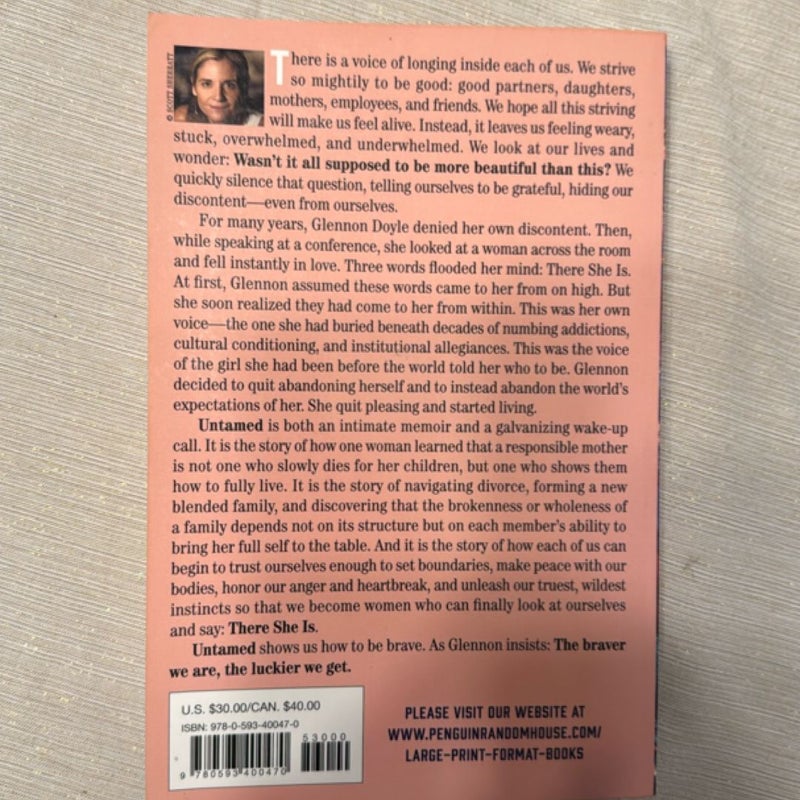 © SCOTT SHERRATT
There is a voice of longing inside each of us. We strive
so mightily to be good: good partners, daughters,
mothers, employees, and friends. We hope all this striving
will make us feel alive. Instead, it leaves us feeling weary,
stuck, overwhelmed, and underwhelmed. We look at our lives and
wonder: Wasn't it all supposed to be more beautiful than this? We
quickly silence that question, telling ourselves to be grateful, hiding our
discontent—even from ourselves.
For many years, Glennon Doyle denied her own discontent. Then,
while speaking at a conference, she looked at a woman across the room
and fell instantly in love. Three words flooded her mind: There She Is.
At first, Glennon assumed these words came to her from on high. But
she soon realized they had come to her from within. This was her own
voice—the one she had buried beneath decades of numbing addictions,
cultural conditioning, and institutional allegiances. This was the voice
of the girl she had been before the world told her who to be. Glennon
decided to quit abandoning herself and to instead abandon the world's
expectations of her. She quit pleasing and started living.
Untamed is both an intimate memoir and a galvanizing wake-up
call. It is the story of how one woman learned that a responsible mother
is not one who slowly dies for her children, but one who shows them
how to fully live. It is the story of navigating divorce, forming a new
blended family, and discovering that the brokenness or wholeness of
a family depends not on its structure but on each member's ability to
bring her full self to the table. And it is the story of how each of us can
begin to trust ourselves enough to set boundaries, make peace with our
bodies, honor our anger and heartbreak, and unleash our truest, wildest
instincts so that we become women who can finally look at ourselves
and say: There She Is.
Untamed shows us how to be brave. As Glennon insists: The braver
we are, the luckier we get.
U.S. $30.00/CAN. $40.00
ISBN: 978-0-593-40047-0
53000
9 780593 400470
PLEASE VISIT OUR WEBSITE AT
WWW.PENGUINRANDOMHOUSE.COM/
LARGE-PRINT-FORMAT-BOOKS